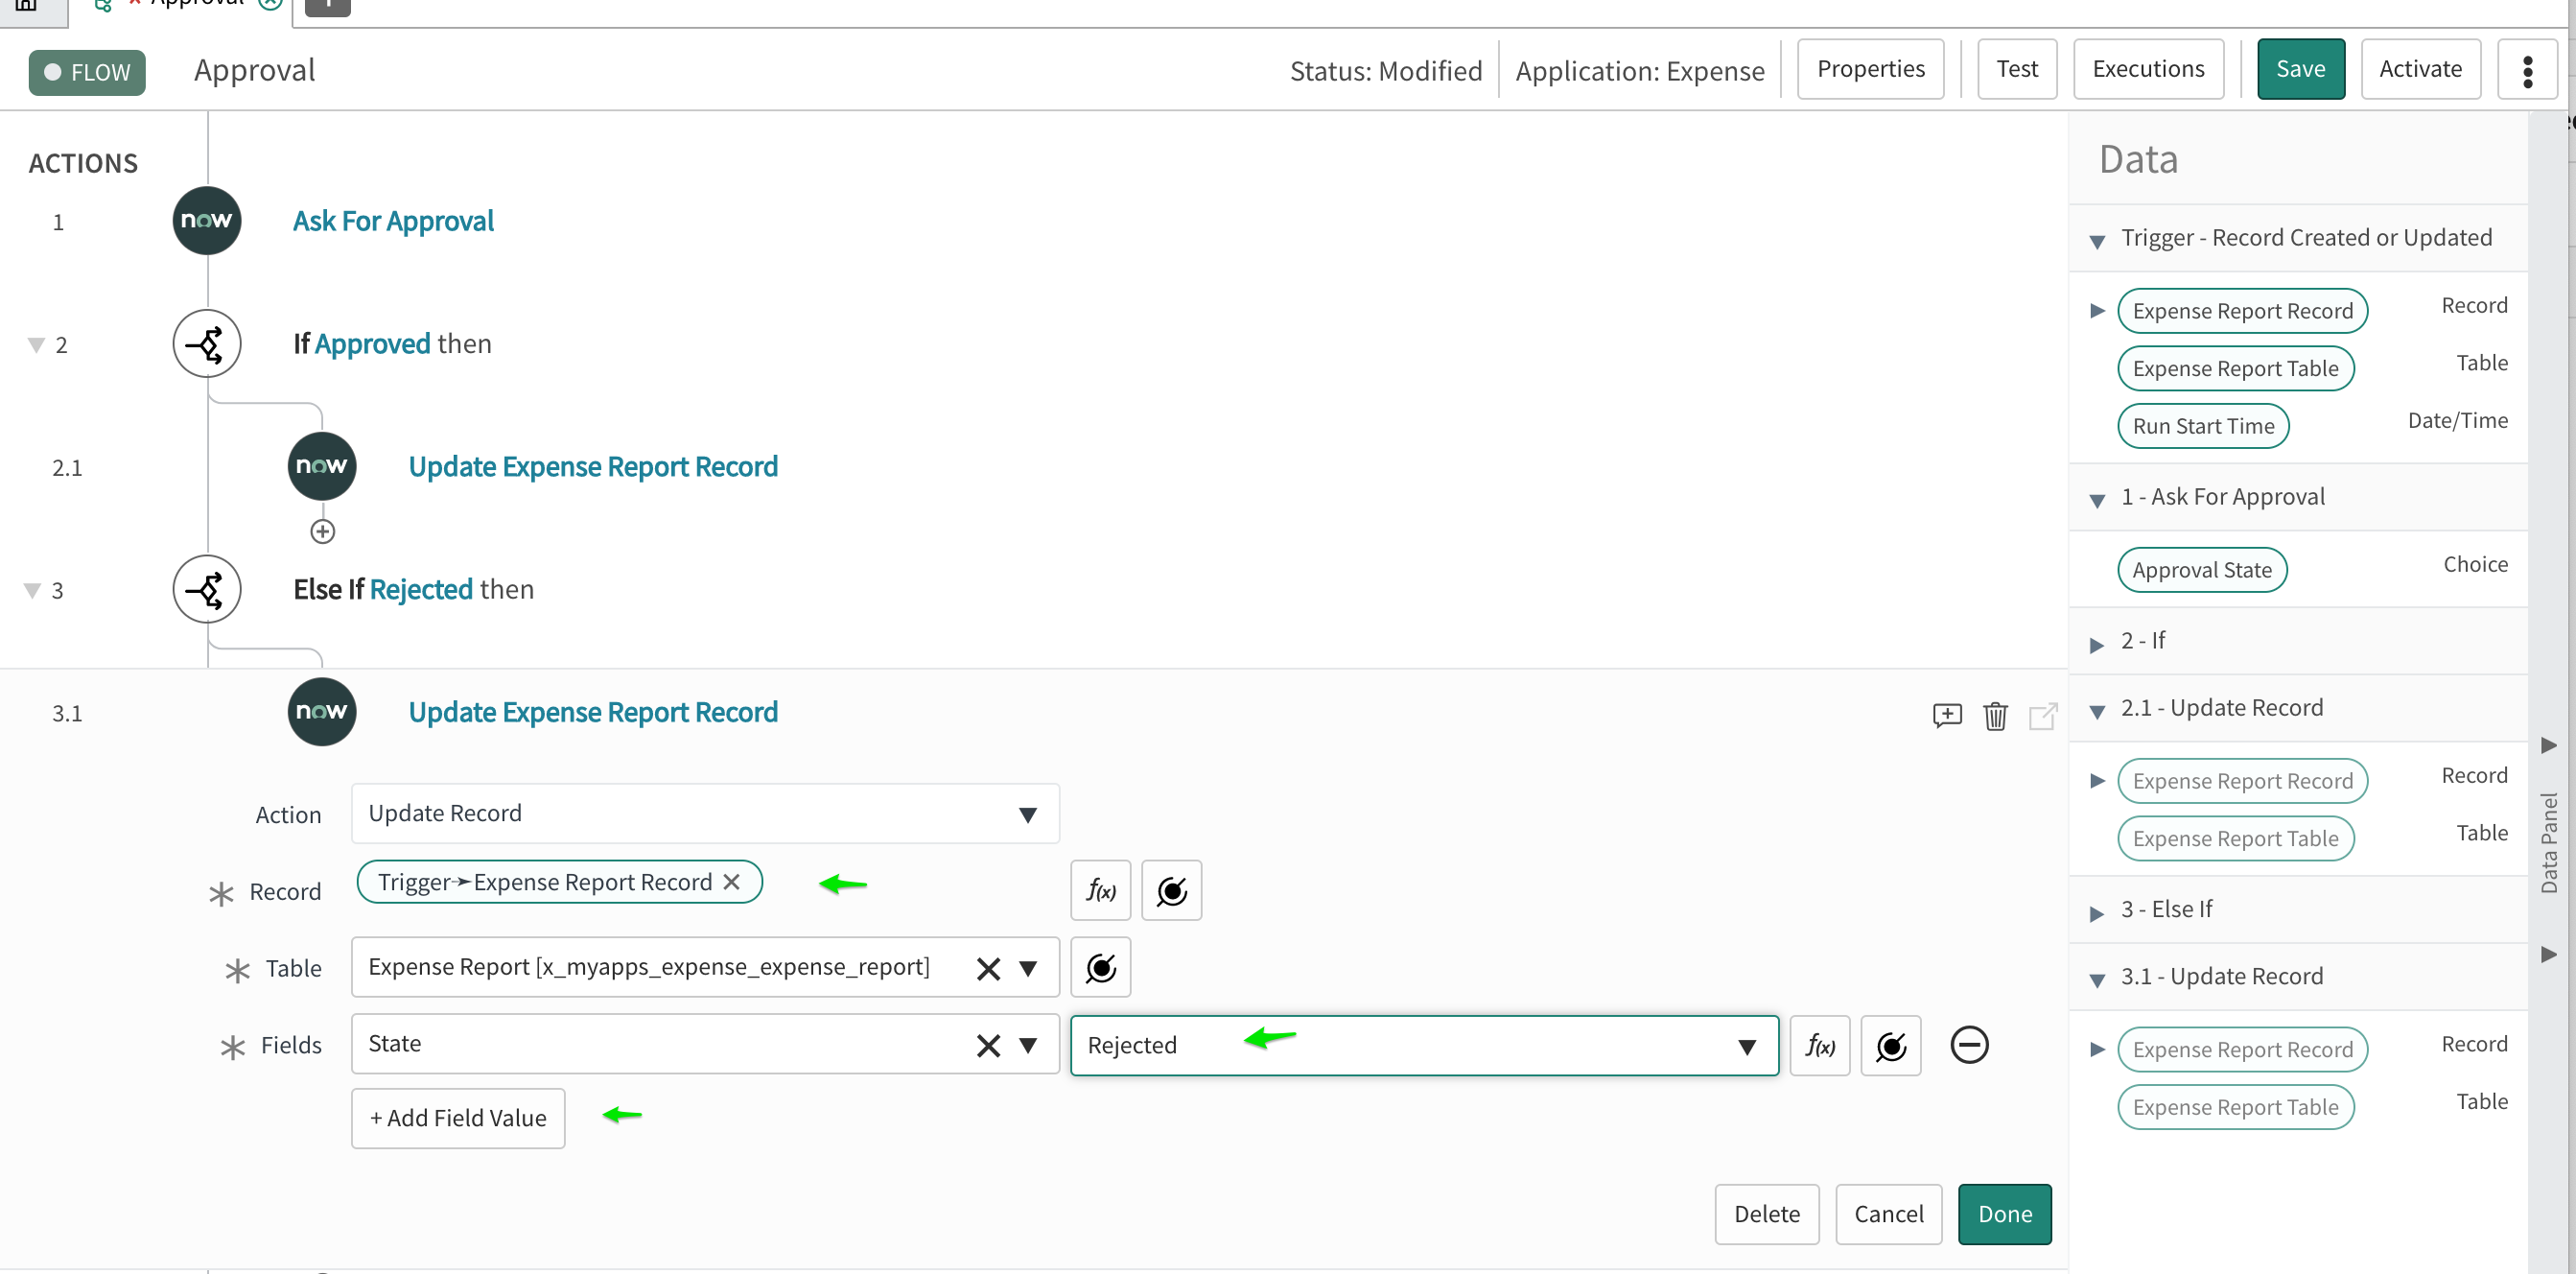 Approval
FLOW
Approval
Status: Modified
Application: Expense
Properties
Test
Executions
Save
Activate
ACTIONS
1
now
Ask For Approval
2
If Approved then
2.1
now
Update Expense Report Record
3
Else If Rejected then
3.1
now
Update Expense Report Record
Action
Update Record
* Record
Trigger➛Expense Report Record
f(x)
* Table
Expense Report [x_myapps_expense_expense_report]
* Fields
State
Rejected
f(x)
+ Add Field Value
Delete
Cancel
Done
Data
Trigger - Record Created or Updated
Expense Report Record
Record
Expense Report Table
Table
Run Start Time
Date/Time
1 - Ask For Approval
Approval State
Choice
2 - If
2.1 - Update Record
Expense Report Record
Record
Expense Report Table
Table
3 - Else If
3.1 - Update Record
Expense Report Record
Record
Expense Report Table
Table
Data Panel